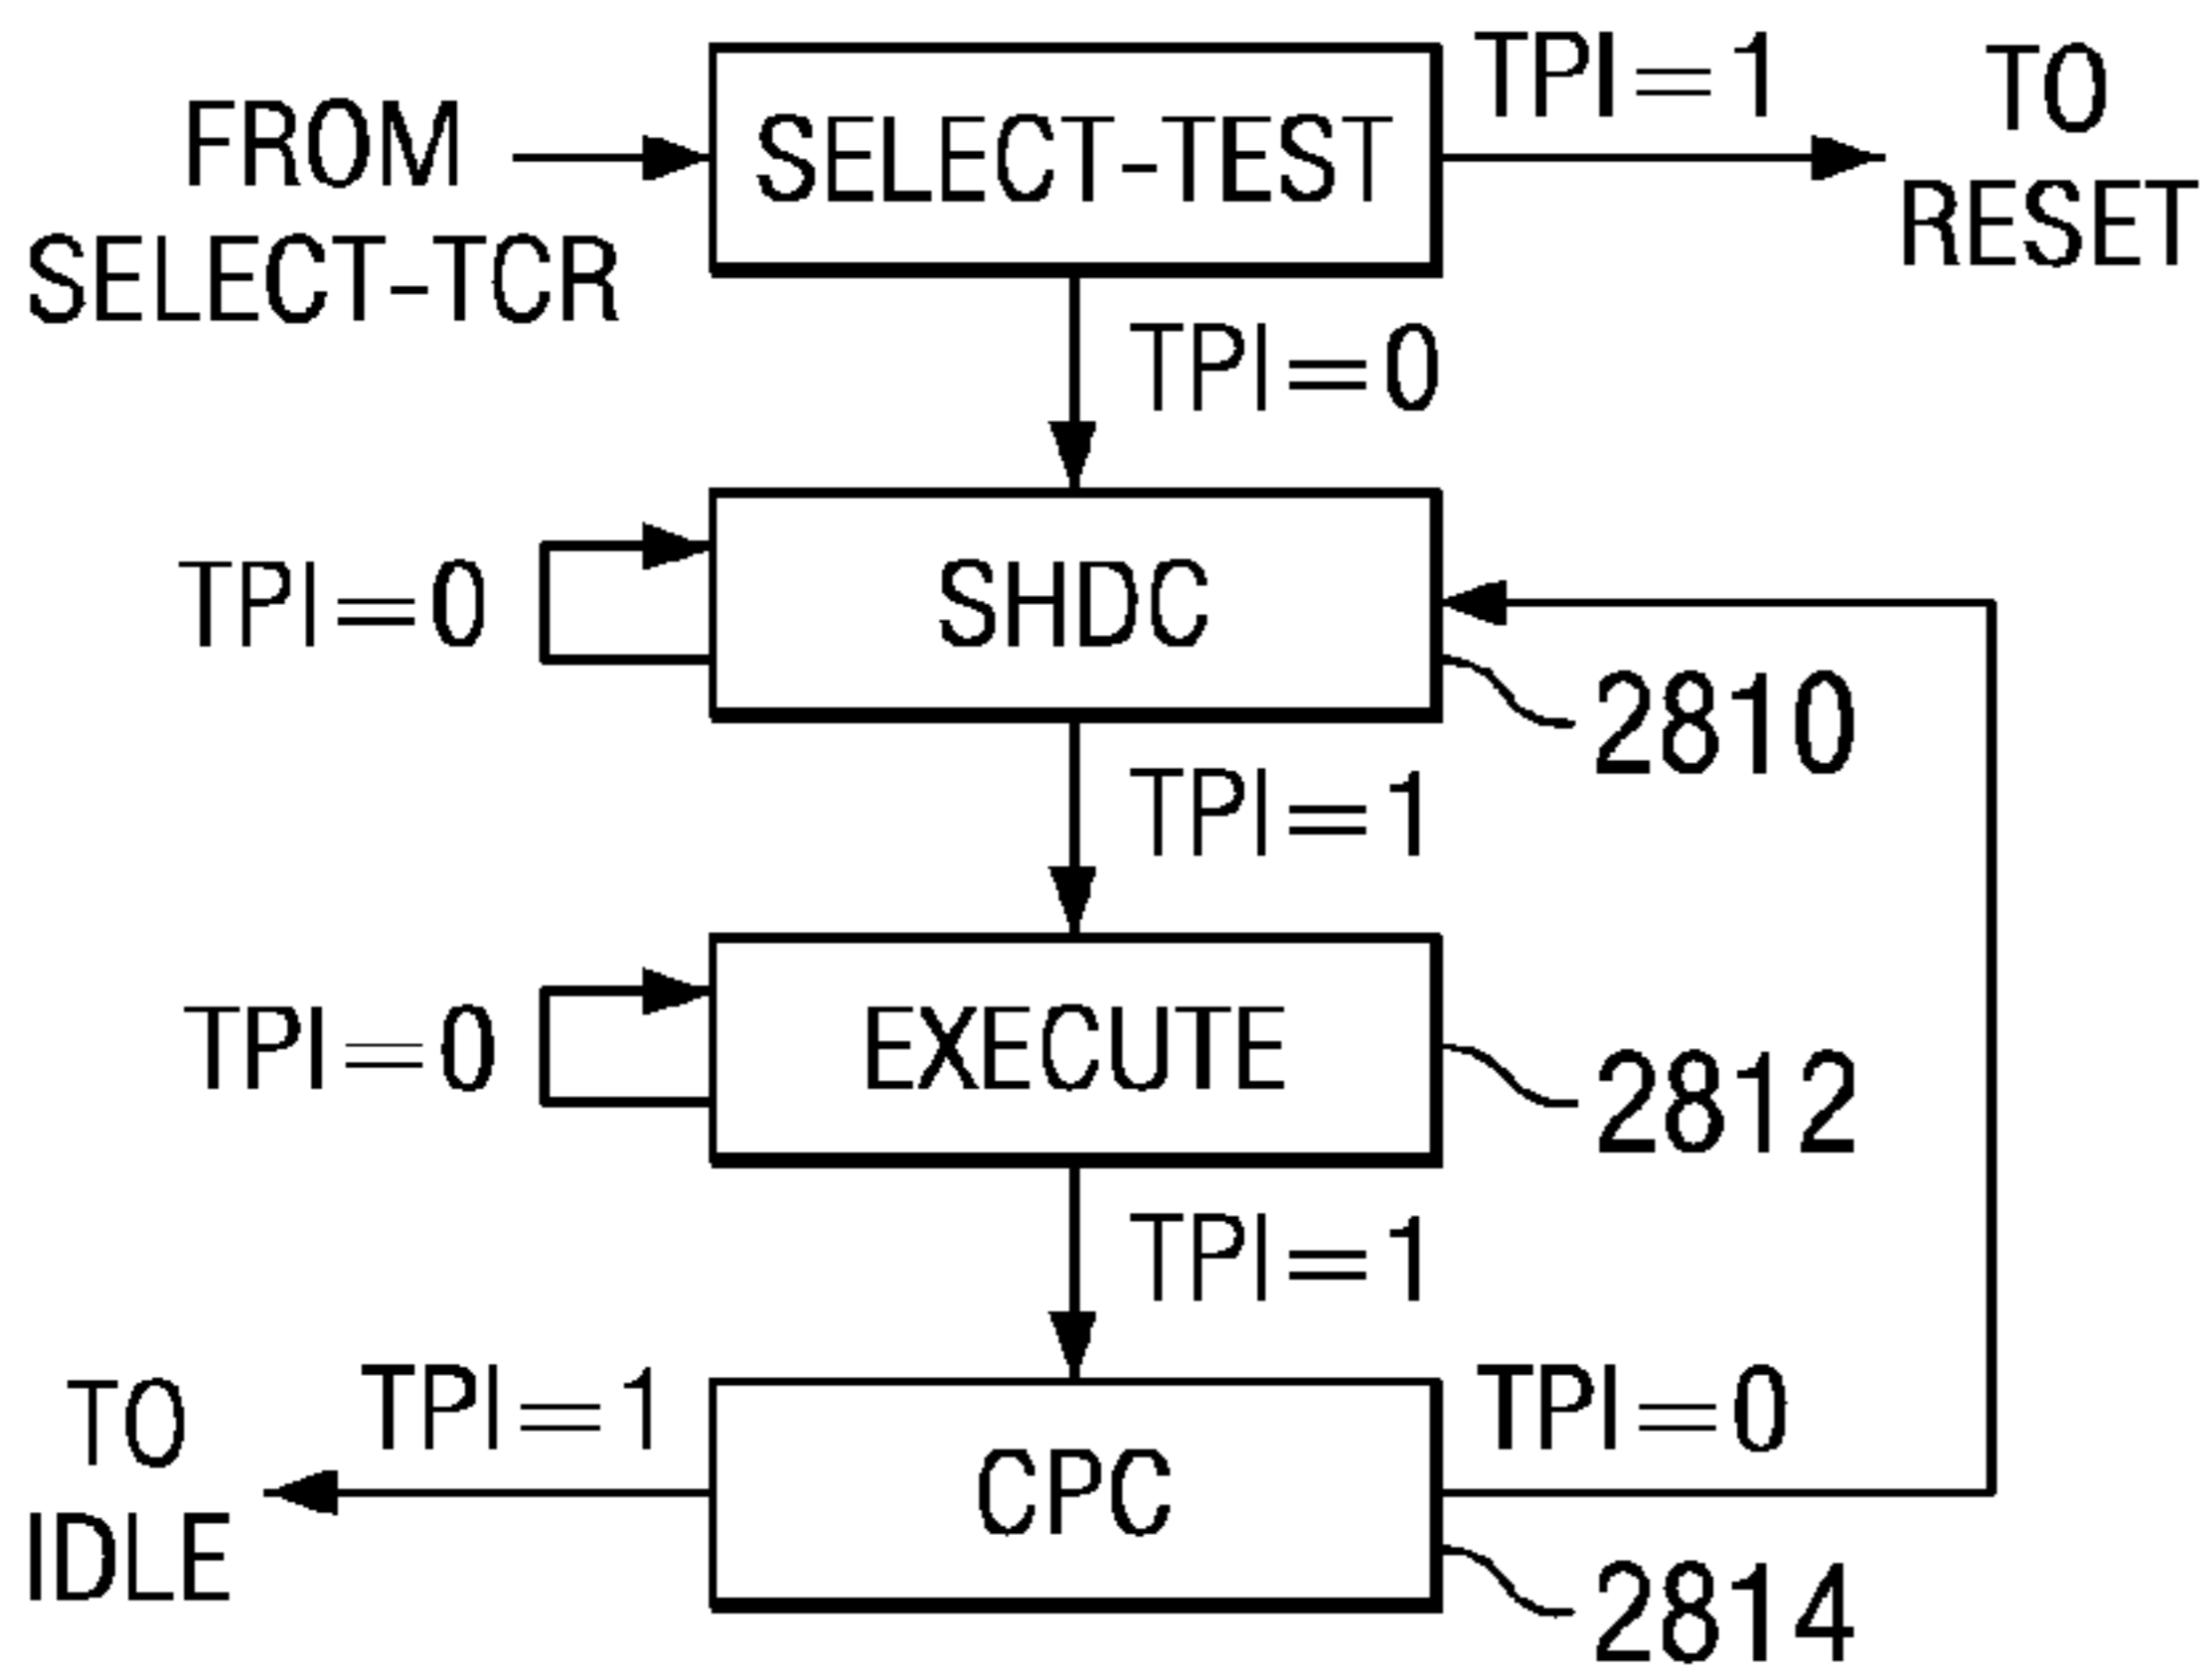 FROM
SELECT-TCR
SELECT-TEST
TPI=1
TO
RESET
TPI=0
TPI=0
SHDC
2810
TPI=1
TPI=0
EXECUTE
2812
TPI=1
TO
IDLE
TPI=1
CPC
TPI=0
2814